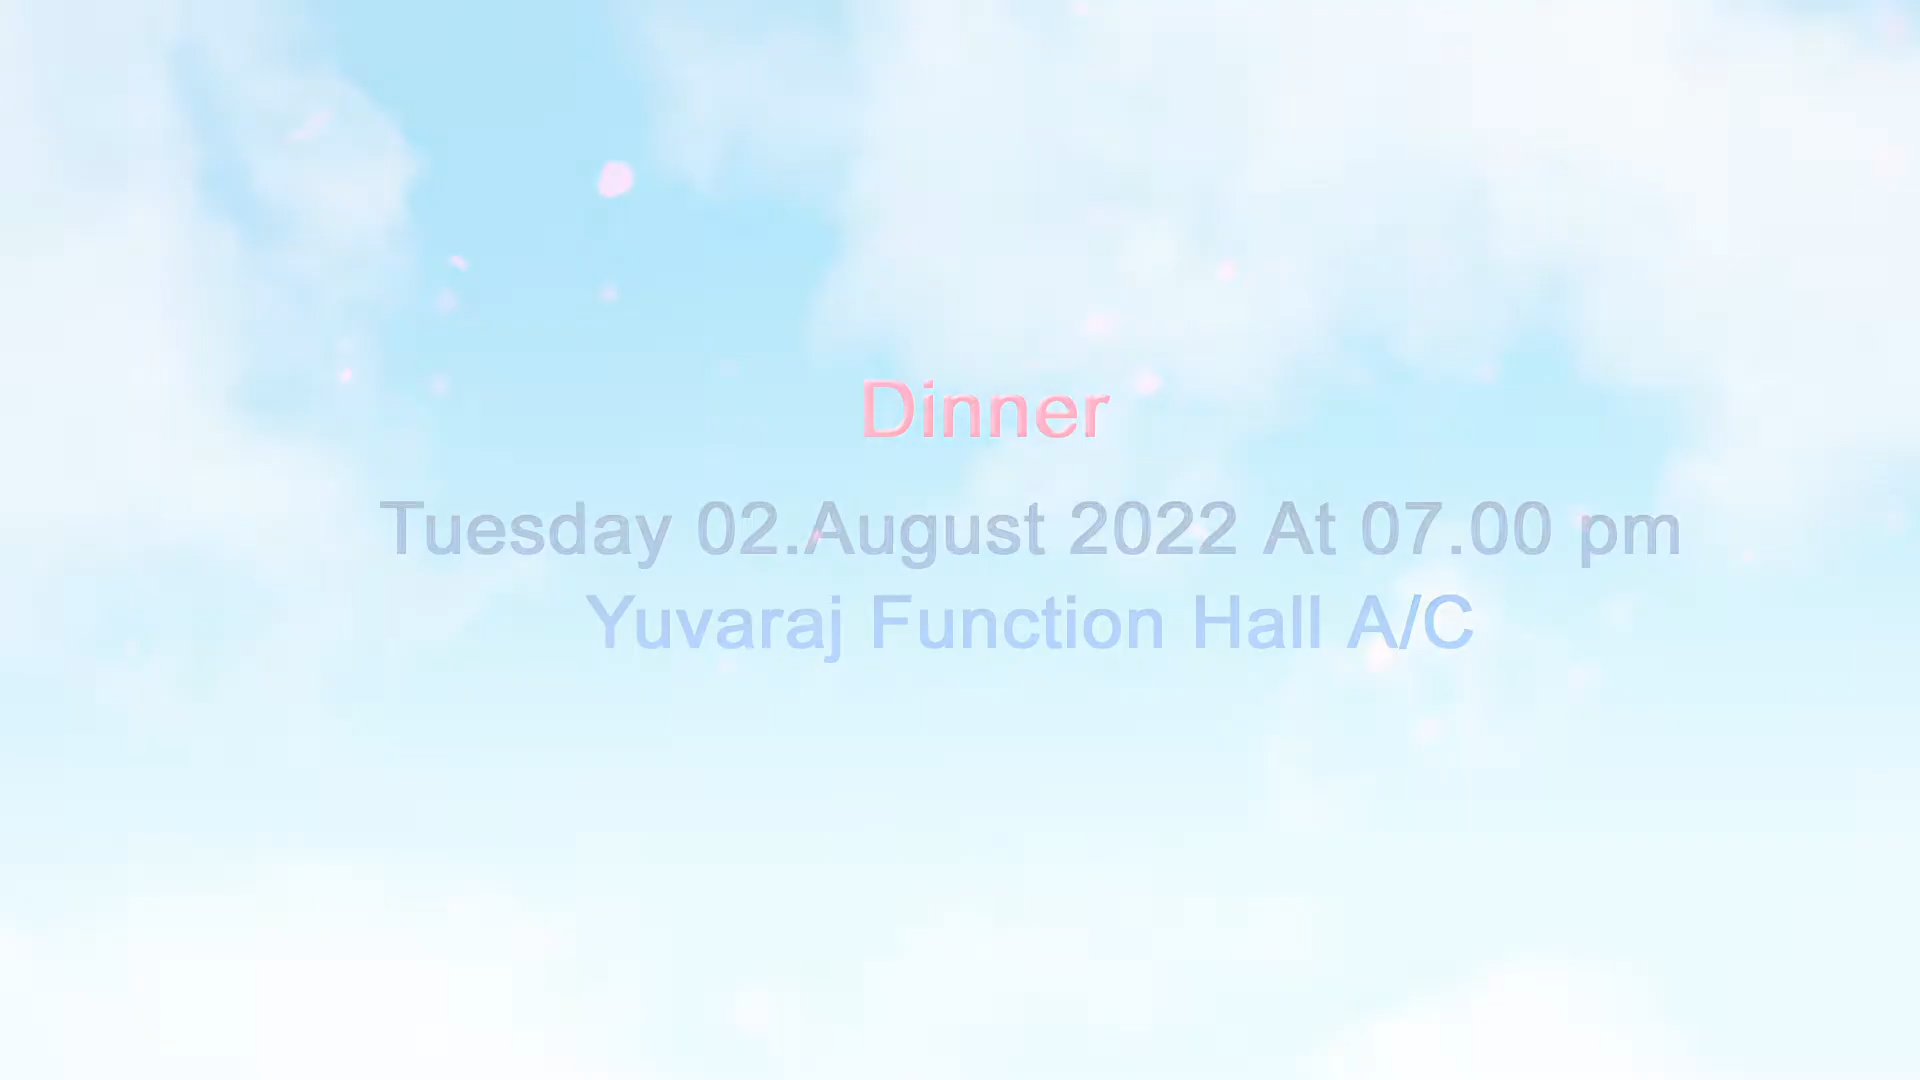 Dinner
Tuesday 02.August 2022 At 07.00 pm
Yuvaraj Function Hall A/C